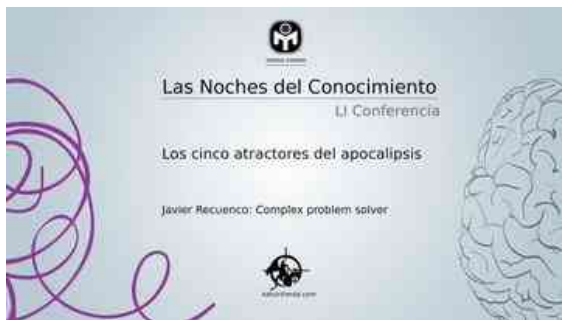 Las Noches del Conocimiento
LI Conferencia
Los cinco atractores del apocalipsis
Javier Recuenco: Complex problem solver